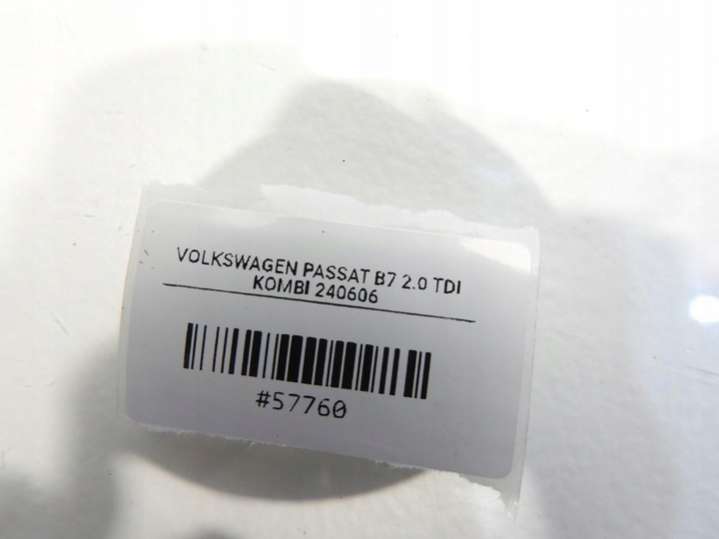 VOLKSWAGEN PASSAT B7 2.0 TDI
KOMBI 240606
#57760